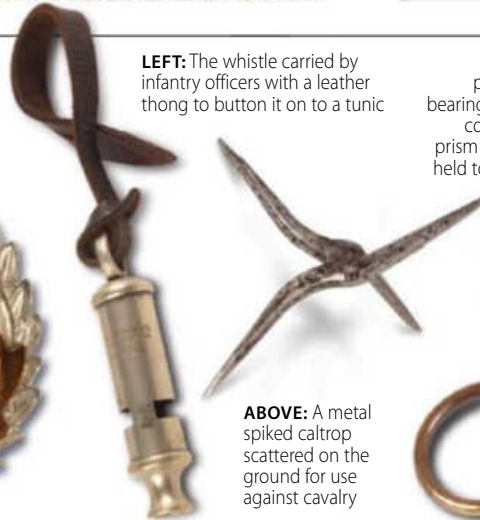 LEFT: The whistle carried by
infantry officers with a leather
thong to button it on to a tunic
bearing
prism
held
ABOVE: A metal
spiked caltrop
scattered on the
ground for use
against cavalry